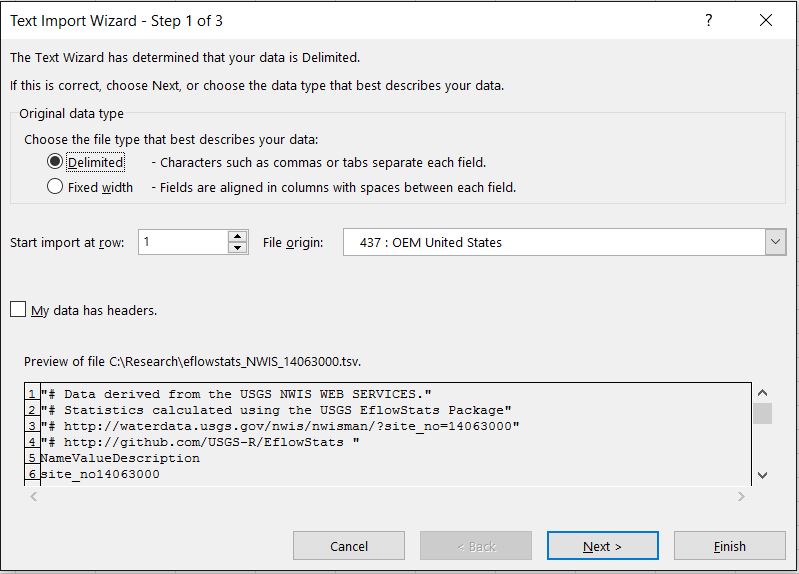 Text Import Wizard - Step 1 of 3
?
The Text Wizard has determined that your data is Delimited.
If this is correct, choose Next, or choose the data type that best describes your data.
Original data type
Choose the file type that best describes your data:
Delimited - Characters such as commas or tabs separate each field.
Fixed width - Fields are aligned in columns with spaces between each field.
Start import at row: 1 File origin: 437 : OEM United States
My data has headers.
Preview of file C:\Research\eflowstats_NWIS_14063000.tsv.
1 "# Data derived from the USGS NWIS WEB SERVICES."
2 "# Statistics calculated using the USGS EflowStats Package"
3 "# http://waterdata.usgs.gov/nwis/nwisman/?site_no=14063000"
4 "# http://github.com/USGS-R/EflowStats "
5 NameValueDescription
6 site_no14063000
Cancel < Back Next > Finish